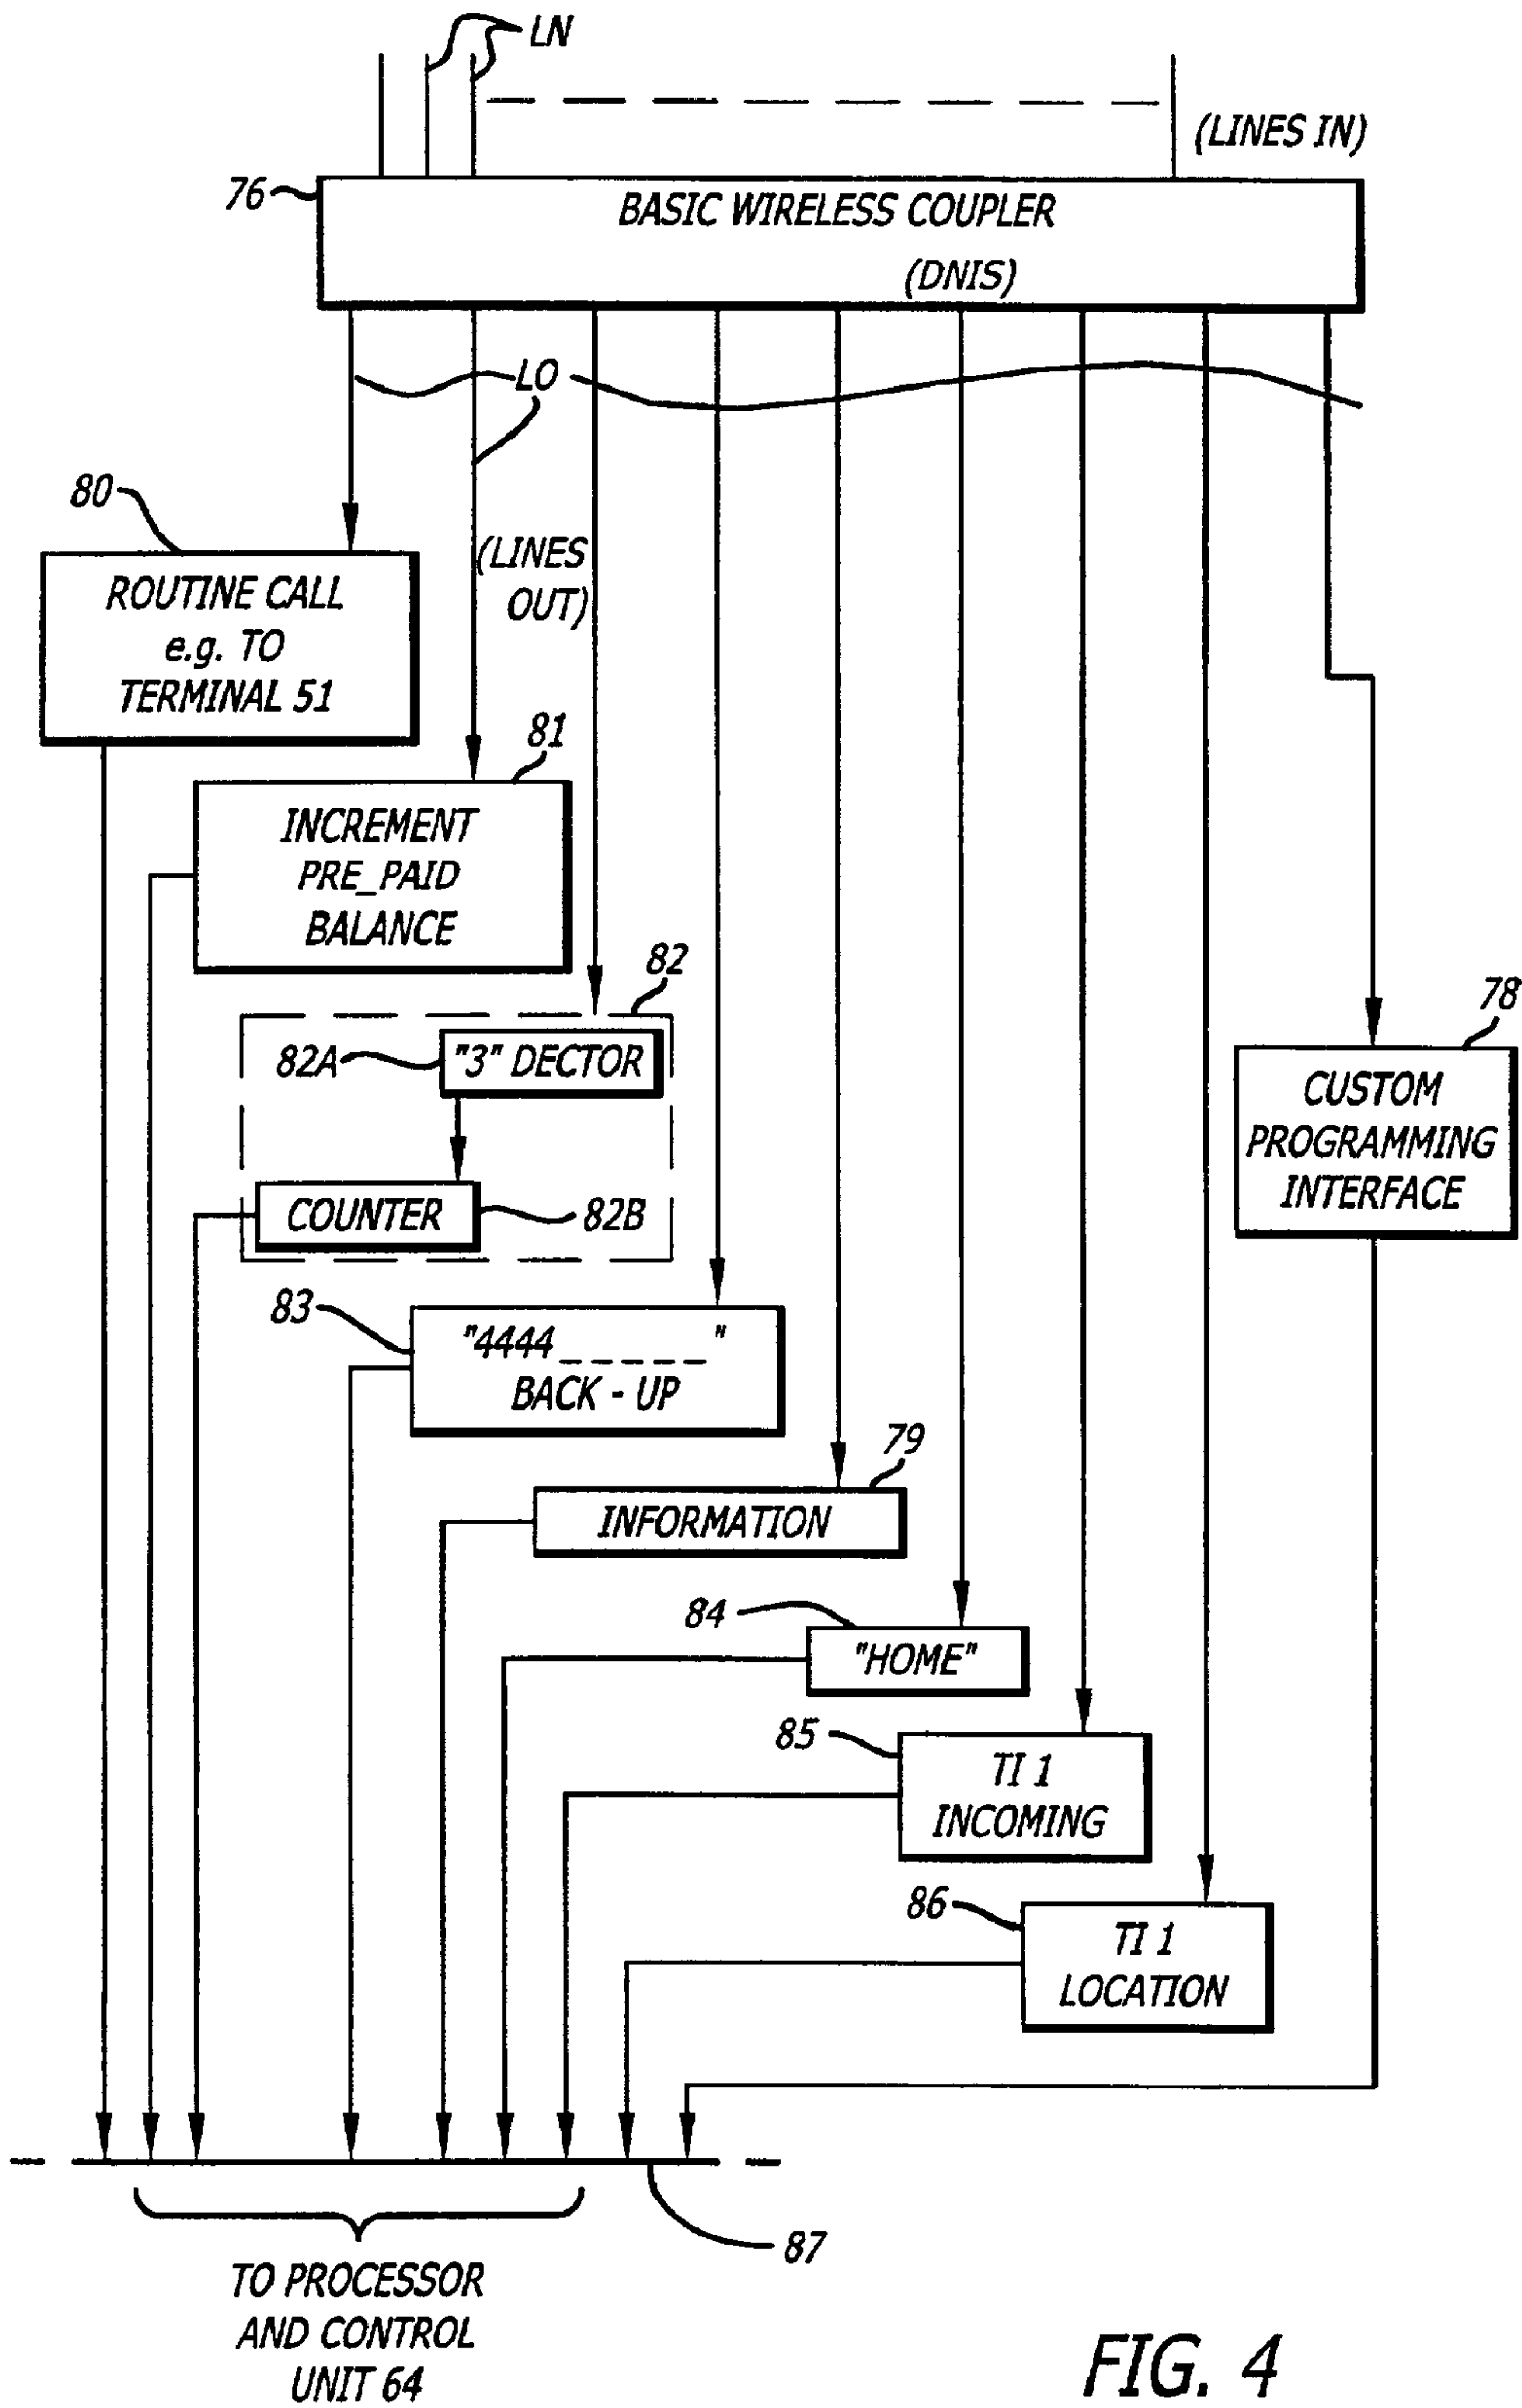 LN
(LINES IN)
76
BASIC WIRELESS COUPLER
(DNIS)
LO
80
(LINES
OUT)
ROUTINE CALL
e.g. TO
TERMINAL 51
81
INCREMENT
PRE_PAID
BALANCE
82
78
82A
"3" DECTOR
CUSTOM
PROGRAMMING
INTERFACE
COUNTER
82B
83
"4444 _ _ _ _ _ "
BACK - UP
79
INFORMATION
84
"HOME"
85
TI 1
INCOMING
86
TI 1
LOCATION
87
TO PROCESSOR
AND CONTROL
UNIT 64
FIG. 4